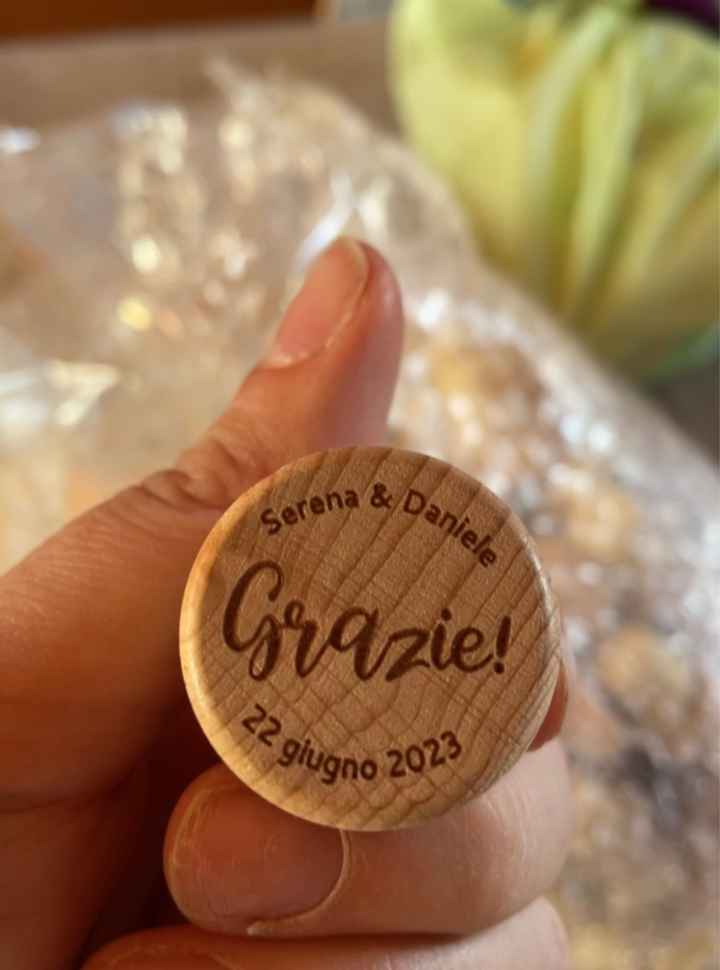 Serena & Daniele
Grazie!
22 giugno 2023